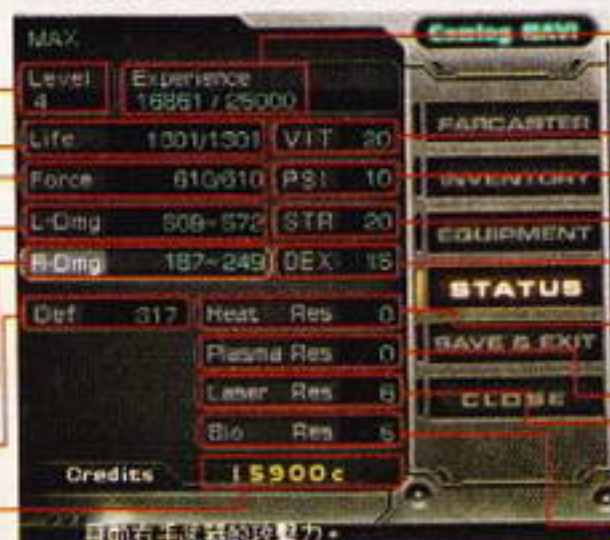 MAX
Level
4
Experience
16861/25000
Life 1301/1301 VIT 20
Force 610/610 PSI 10
L-Dmg 509~572 STR 20
R-Dmg 187~249 DEX 15
Def 317 Heat Res 0
Plasma Res 0
Laser Res 6
Bio Res 5
Credits 15900c
FARCASTER
INVENTORY
EQUIPMENT
STATUS
SAVE & EXIT
CLOSE